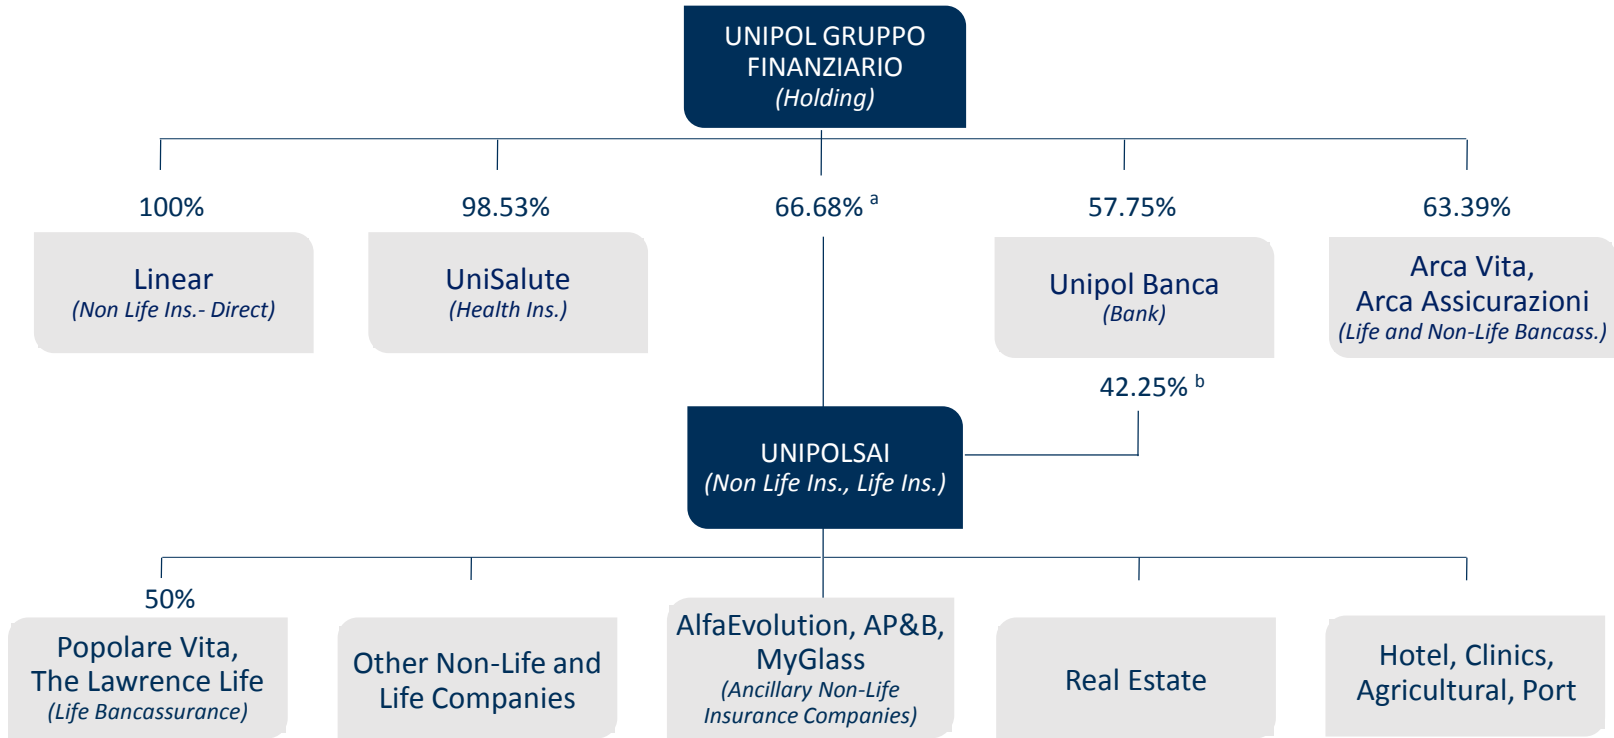 UNIPOL GRUPPO
FINANZIARIO
(Holding)
100%
98.53%
66.68% a
57.75%
63.39%
Linear
(Non Life Ins.- Direct)
UniSalute
(Health Ins.)
Unipol Banca
(Bank)
Arca Vita,
Arca Assicurazioni
(Life and Non-Life Bancass.)
42.25% b
UNIPOLSAI
(Non Life Ins., Life Ins.)
50%
Popolare Vita,
The Lawrence Life
(Life Bancassurance)
Other Non-Life and
Life Companies
AlfaEvolution, AP&B,
MyGlass
(Ancillary Non-Life
Insurance Companies)
Real Estate
Hotel, Clinics,
Agricultural, Port